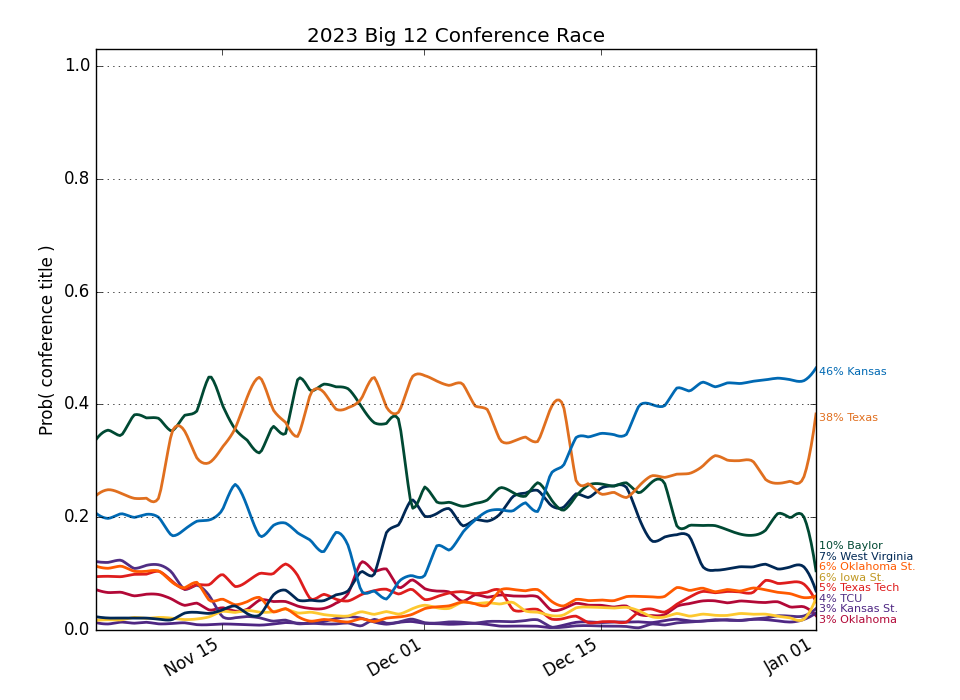 2023 Big 12 Conference Race
Prob( conference title )
1.0
0.8
0.6
0.4
0.2
0.0
Nov 15
Dec 01
Dec 15
Jan 01
46% Kansas
38% Texas
10% Baylor
7% West Virginia
6% Oklahoma St.
6% Iowa St.
5% Texas Tech
4% TCU
3% Kansas St.
3% Oklahoma